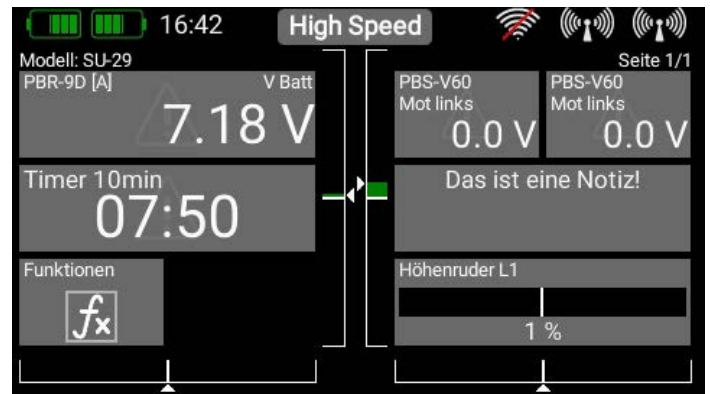 16:42 High Speed
Modell: SU-29 Seite 1/1
PBR-9D [A] V Batt
7.18 V
PBS-V60
Mot links
0.0 V
PBS-V60
Mot links
0.0 V
Timer 10min
07:50
Das ist eine Notiz!
Funktionen
fx
Höhenruder L1
1 %